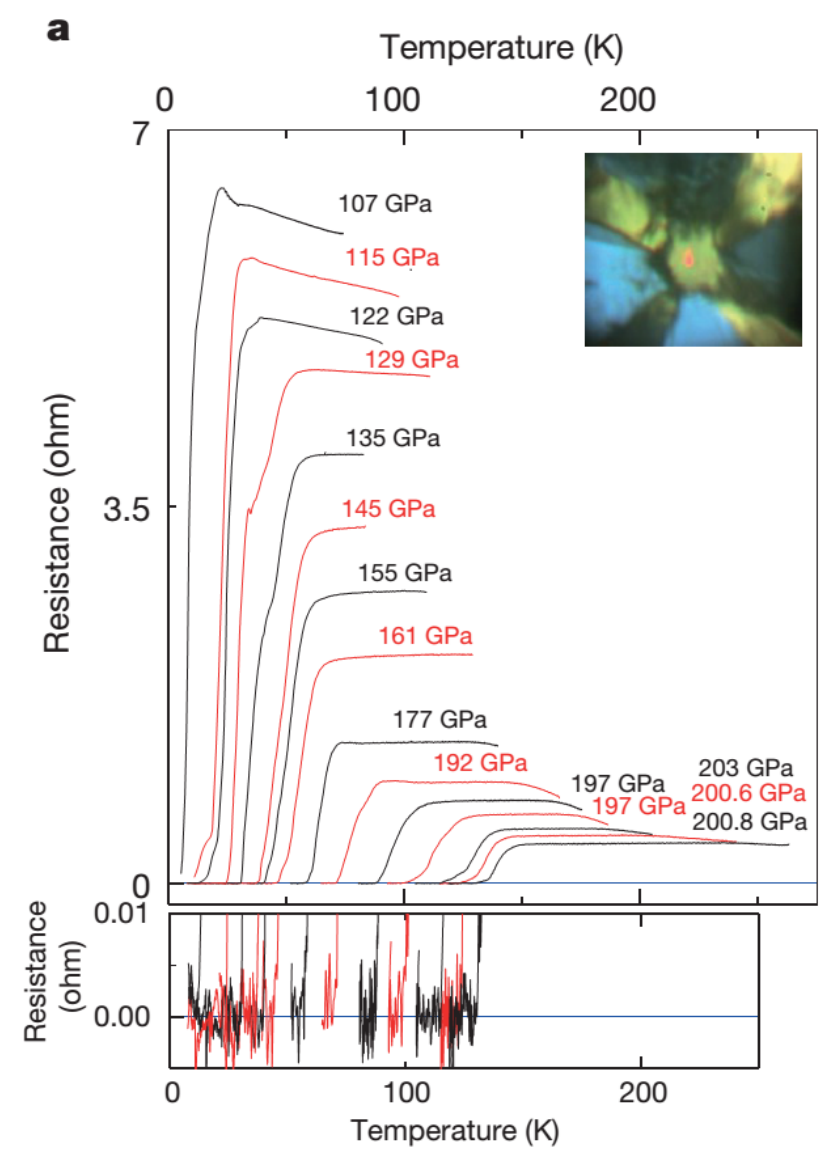 a
Temperature (K)
0 100 200
7
107 GPa
115 GPa
122 GPa
129 GPa
135 GPa
3.5
145 GPa
155 GPa
161 GPa
177 GPa
192 GPa
197 GPa
203 GPa
197 GPa
200.6 GPa
200.8 GPa
0
Resistance (ohm)
0.01
0.00
Resistance
(ohm)
0 100 200
Temperature (K)